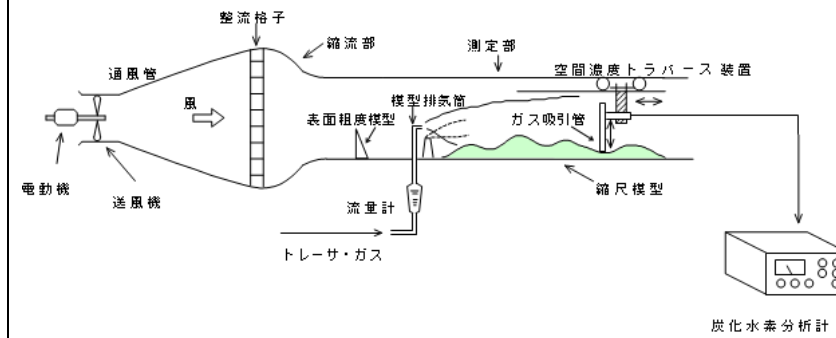 整流格子
縮流部
測定部
通風管
空間濃度トラバース装置
風
模型排気筒
表面粗度模型
ガス吸引管
電動機
送風機
流量計
縮尺模型
トレーサ・ガス
炭化水素分析計